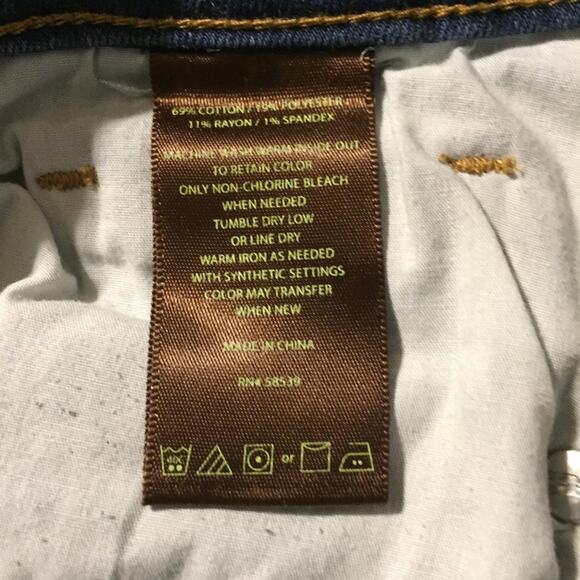 69% COTTON / 19% POLYESTER
11% RAYON / 1% SPANDEX
MACHINE WASH WARM INSIDE OUT
TO RETAIN COLOR
ONLY NON-CHLORINE BLEACH
WHEN NEEDED
TUMBLE DRY LOW
OR LINE DRY
WARM IRON AS NEEDED
WITH SYNTHETIC SETTINGS
COLOR MAY TRANSFER
WHEN NEW
MADE IN CHINA
RN# 58539
40C or